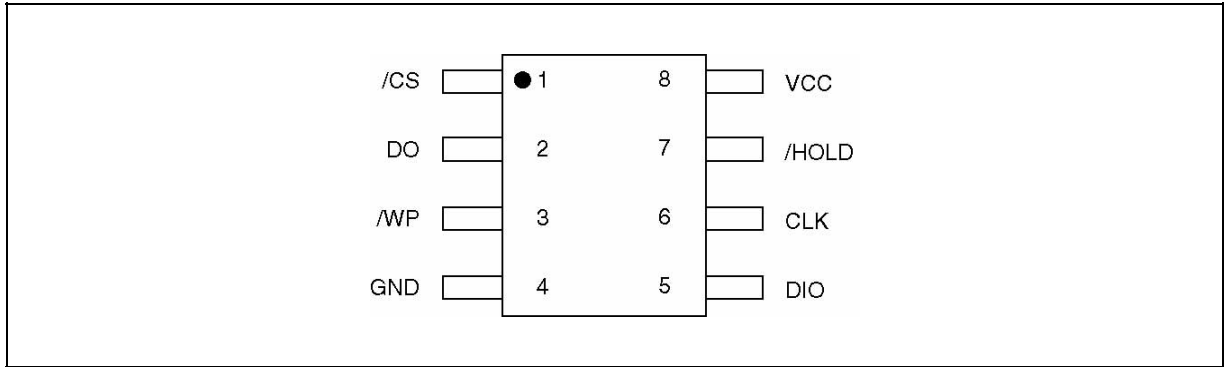 /CS 1 8 VCC
DO 2 7 /HOLD
/WP 3 6 CLK
GND 4 5 DIO